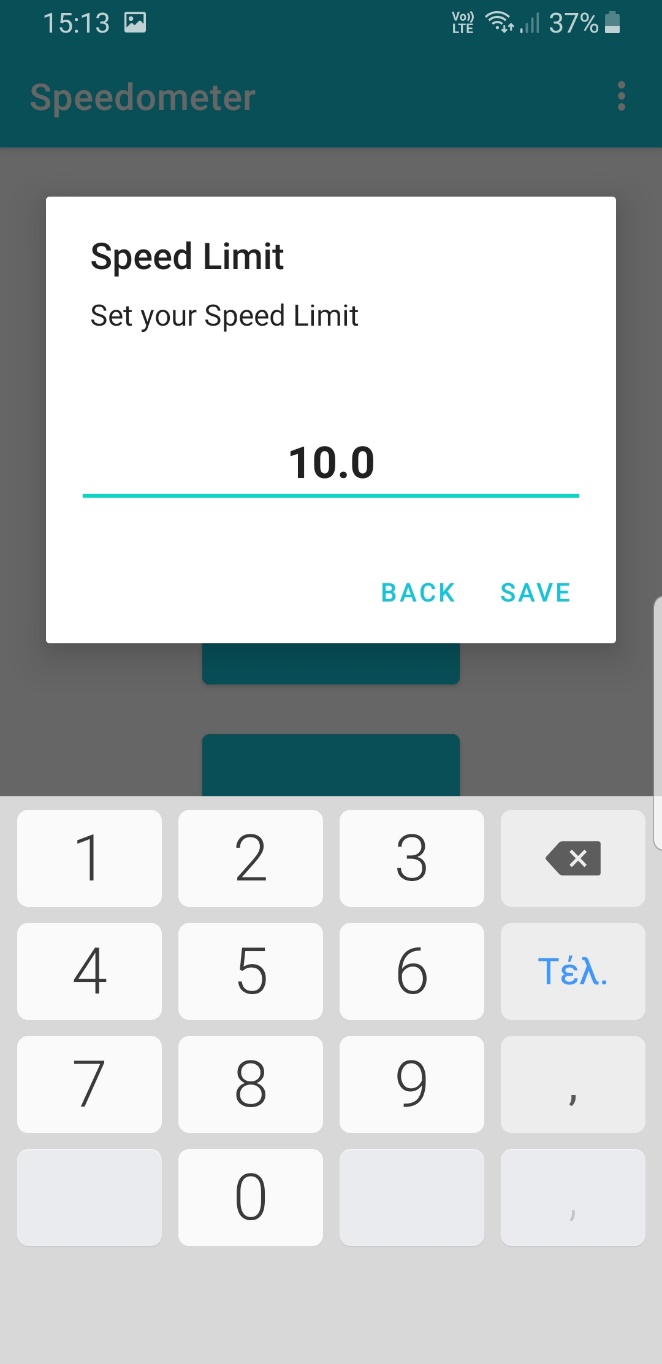 15:13 Vo)) LTE 37%
Speedometer
Speed Limit
Set your Speed Limit
10.0
BACK SAVE
1 2 3
4 5 6 Τέλ.
7 8 9 ,
0 ,